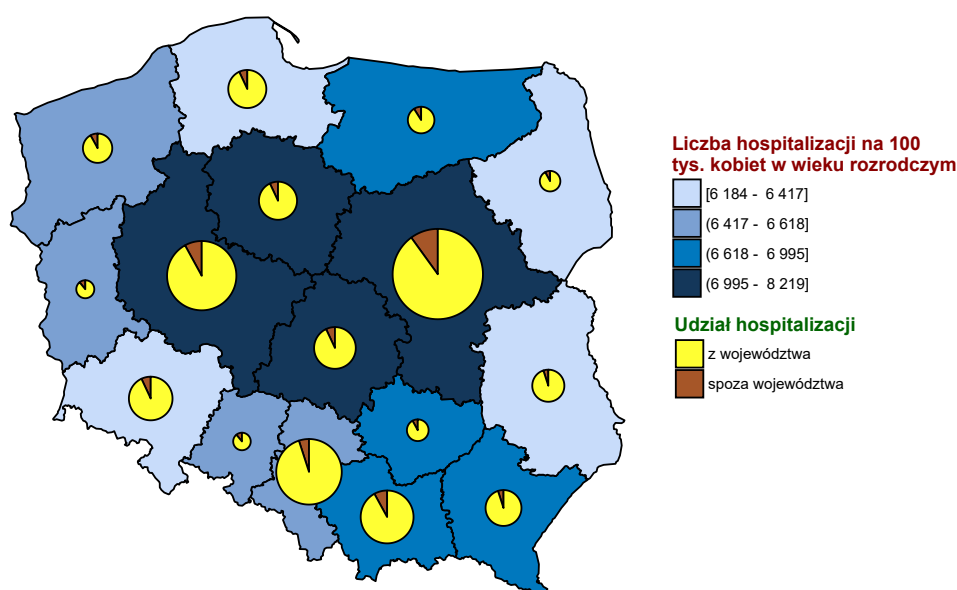 Liczba hospitalizacji na 100
tys. kobiet w wieku rozrodczym
[6 184 - 6 417]
(6 417 - 6 618]
(6 618 - 6 995]
(6 995 - 8 219]
Udział hospitalizacji
z województwa
spoza województwa